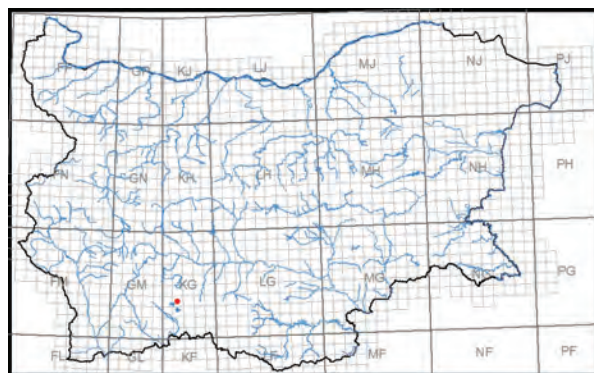 FP GP KJ LJ MJ NJ PJ
FN GN KH LH MH NH PH
FM GM KG LG MG NG PG
FL GL KF LF MF NF PF